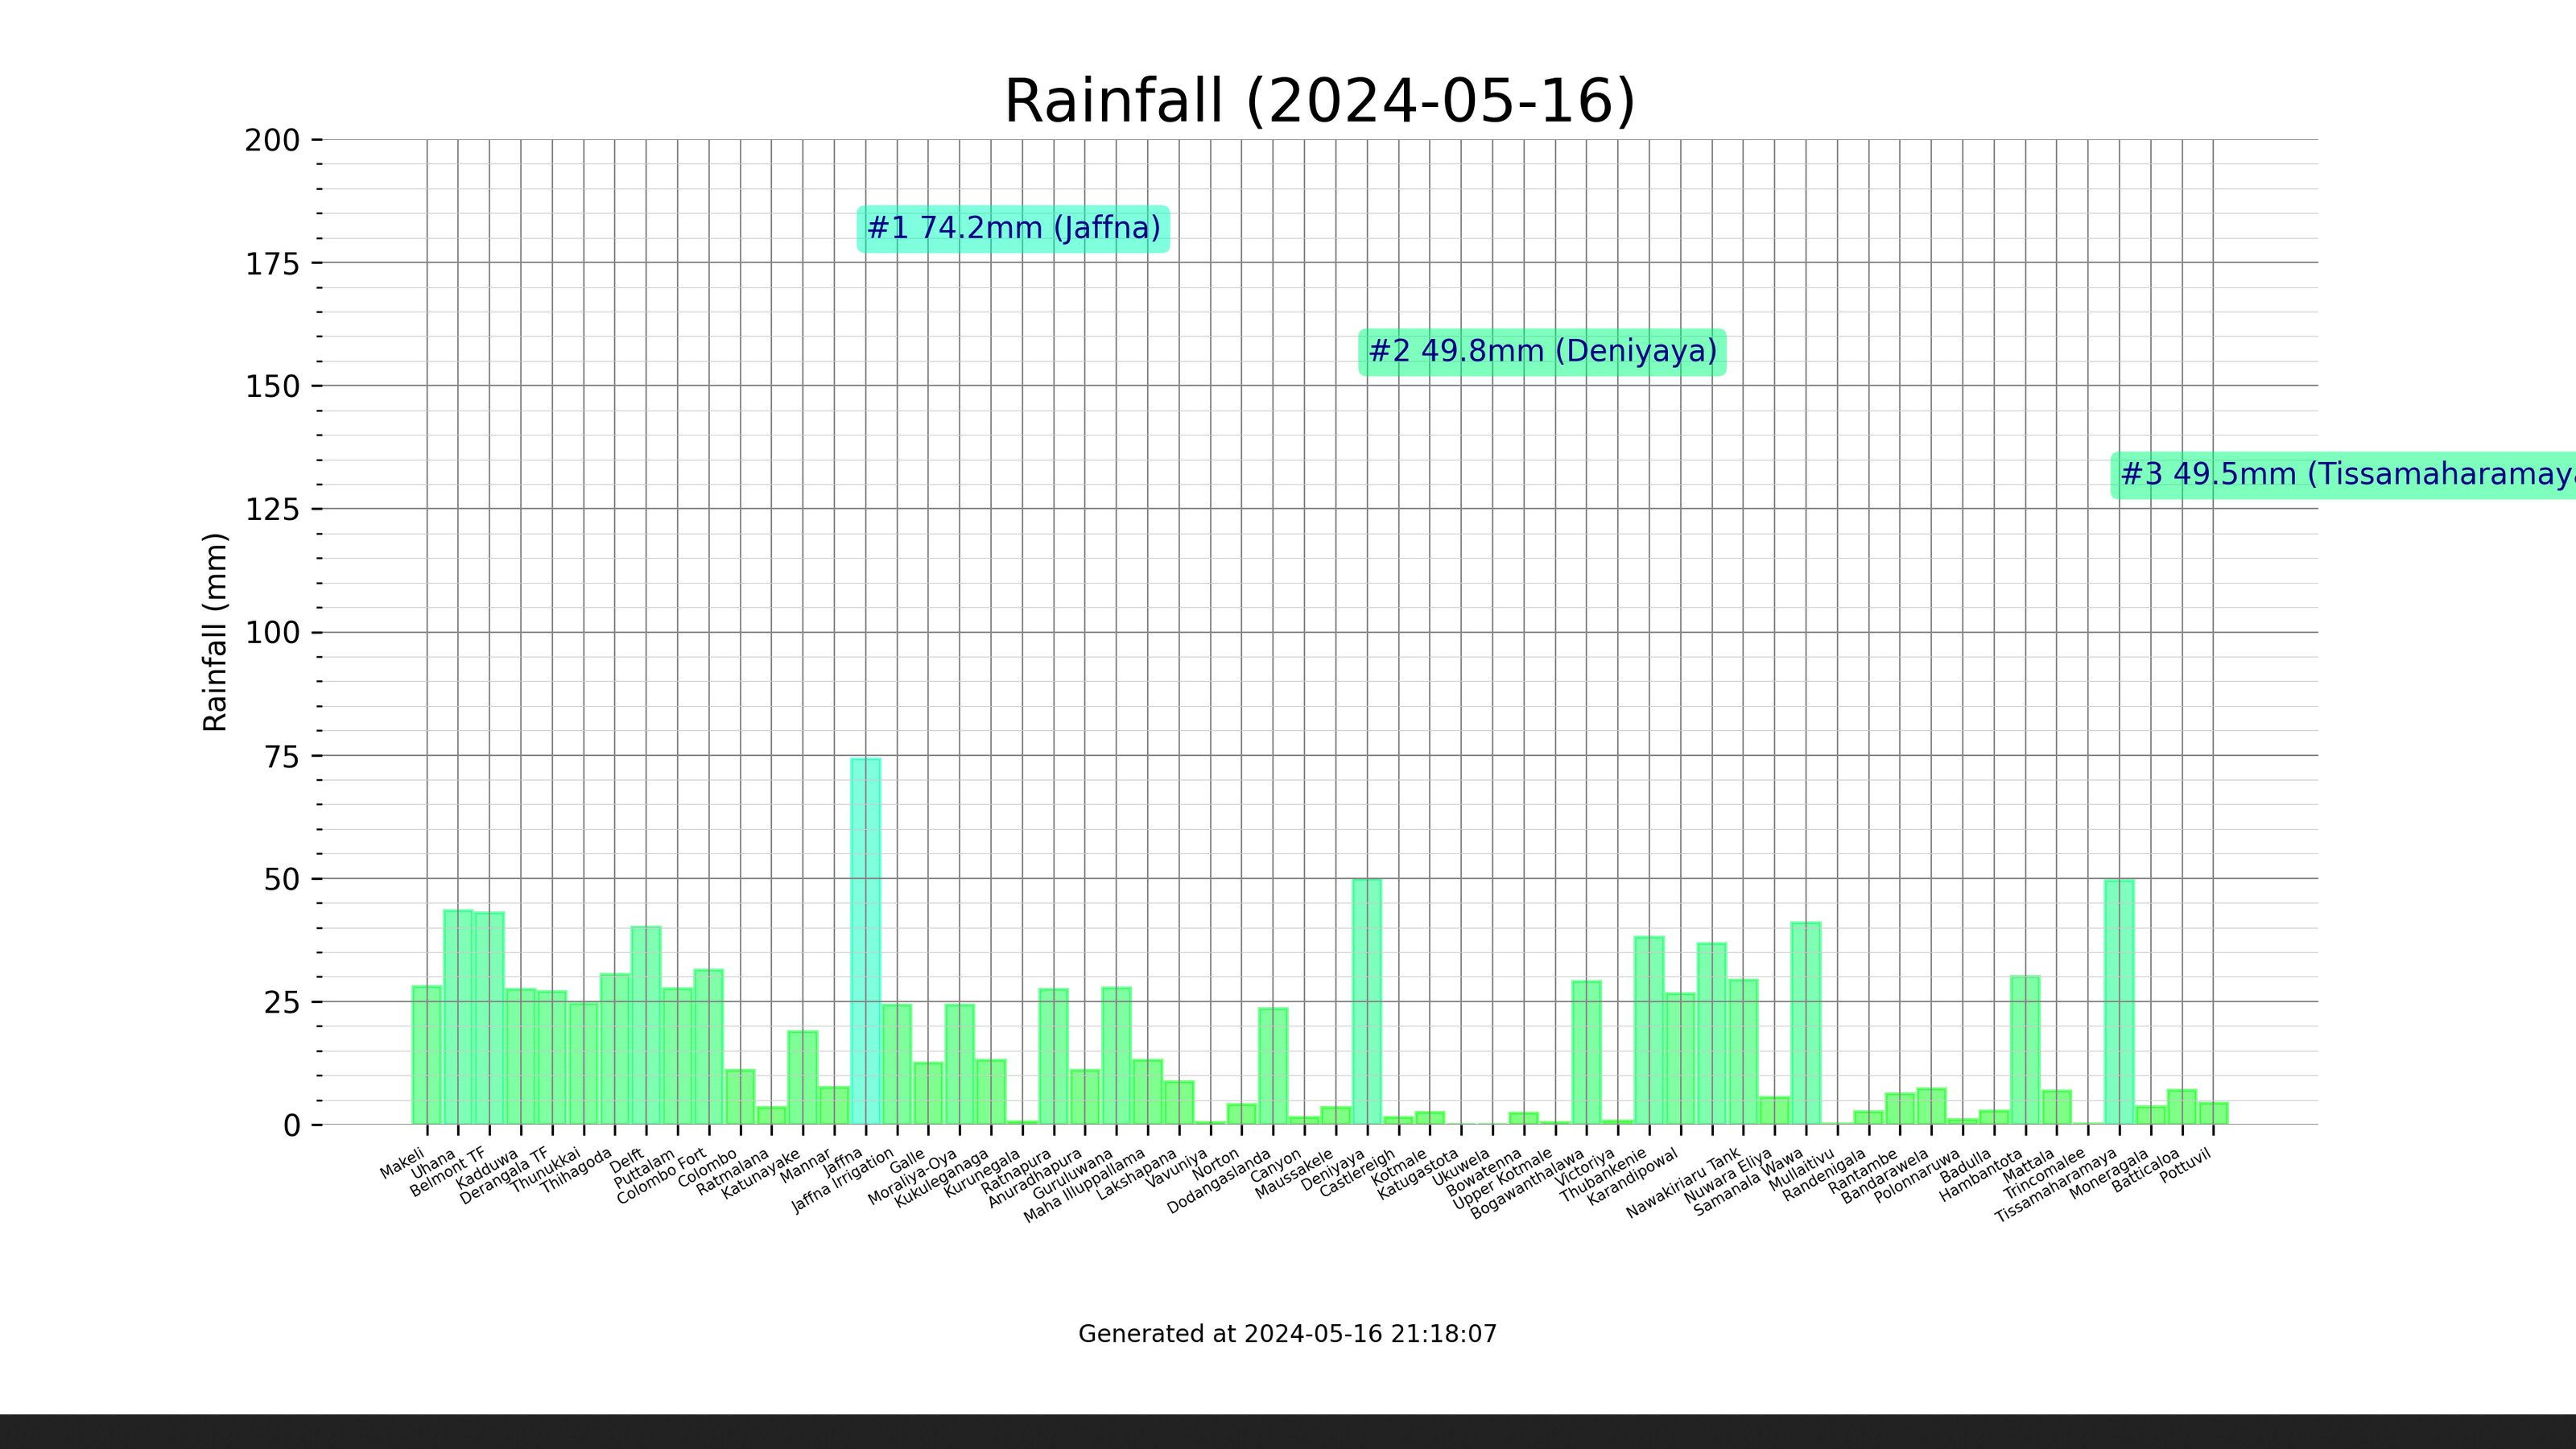 Rainfall (2024-05-16)
200
175
150
125
100
75
50
25
0
Rainfall (mm)
#1 74.2mm (Jaffna)
#2 49.8mm (Deniyaya)
#3 49.5mm (Tissamaharamaya
Makeli
Uhana
Belmont TF
Kadduwa
Derangala TF
Thunukkai
Thihagoda
Delft
Puttalam
Colombo Fort
Colombo
Ratmalana
Katunayake
Mannar
Jaffna
Jaffna Irrigation
Galle
Moraliya-Oya
Kukuleganaga
Kurunegala
Ratnapura
Anuradhapura
Guruluwana
Maha Illuppallama
Lakshapana
Vavuniya
Norton
Dodangaslanda
Canyon
Maussakele
Deniyaya
Castlereigh
Kotmale
Katugastota
Ukuwela
Bowatenna
Upper Kotmale
Bogawanthalawa
Victoriya
Thubankenie
Karandipowal
Nawakiriaru Tank
Nuwara Eliya
Samanala Wawa
Mullaitivu
Randenigala
Rantambe
Bandarawela
Polonnaruwa
Badulla
Hambantota
Mattala
Trincomalee
Tissamaharamaya
Moneragala
Batticaloa
Pottuvil
Generated at 2024-05-16 21:18:07